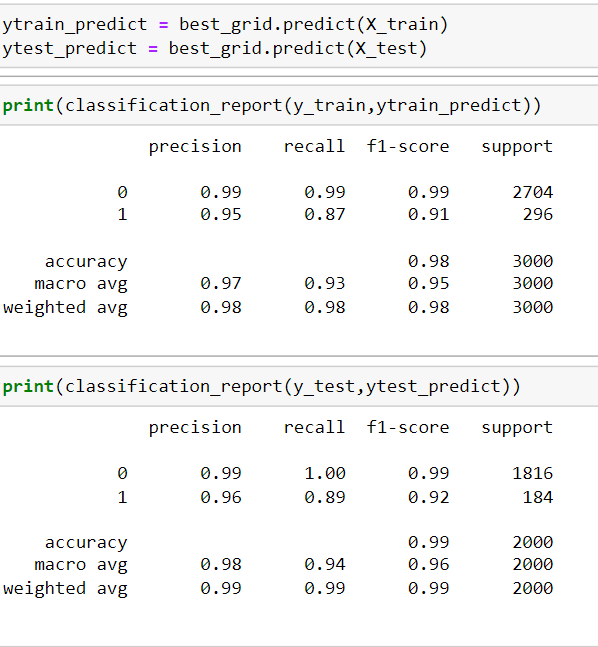 ytrain_predict = best_grid.predict(X_train)
ytest_predict = best_grid.predict(X_test)
print(classification_report(y_train,ytrain_predict))
precision recall f1-score support
0 0.99 0.99 0.99 2704
1 0.95 0.87 0.91 296
accuracy 0.98 3000
macro avg 0.97 0.93 0.95 3000
weighted avg 0.98 0.98 0.98 3000
print(classification_report(y_test,ytest_predict))
precision recall f1-score support
0 0.99 1.00 0.99 1816
1 0.96 0.89 0.92 184
accuracy 0.99 2000
macro avg 0.98 0.94 0.96 2000
weighted avg 0.99 0.99 0.99 2000